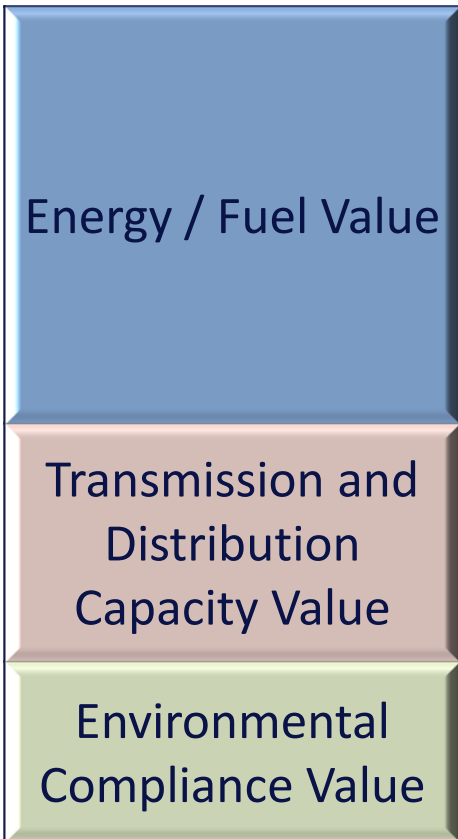 Energy / Fuel Value
Transmission and
Distribution
Capacity Value
Environmental
Compliance Value